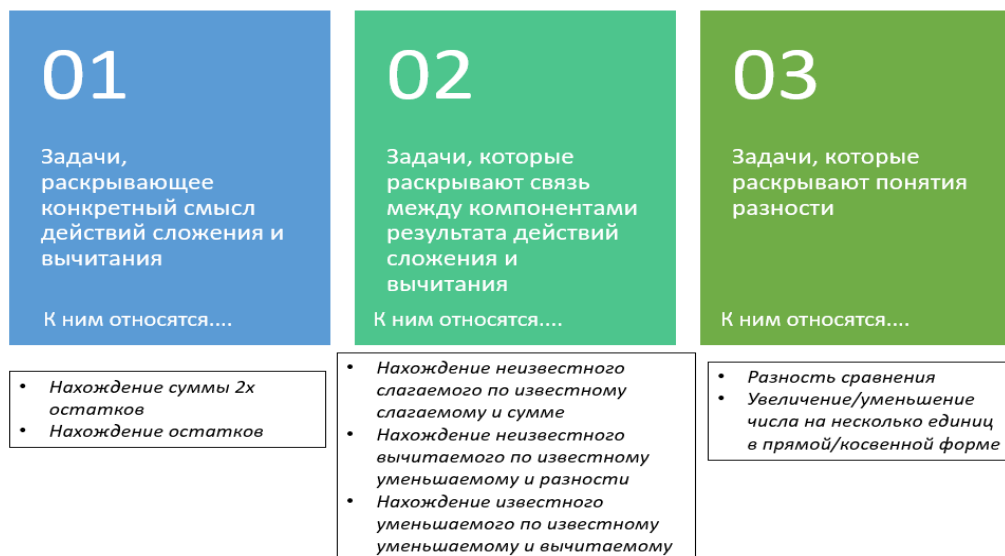 01
Задачи,
раскрывающее
конкретный смысл
действий сложения и
вычитания
К ним относятся....
• Нахождение суммы 2х
остатков
• Нахождение остатков
02
Задачи, которые
раскрывают связь
между компонентами
результата действий
сложения и
вычитания
К ним относятся....
• Нахождение неизвестного
слагаемого по известному
слагаемому и сумме
• Нахождение неизвестного
вычитаемого по известному
уменьшаемому и разности
• Нахождение известного
уменьшаемого по известному
уменьшаемому и вычитаемому
03
Задачи, которые
раскрывают понятия
разности
К ним относятся....
• Разность сравнения
• Увеличение/уменьшение
числа на несколько единиц
в прямой/косвенной форме